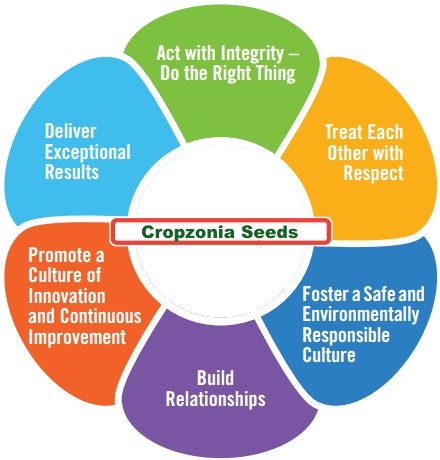 Act with Integrity –
Do the Right Thing
Treat Each
Other with
Respect
Foster a Safe and
Environmentally
Responsible
Culture
Build
Relationships
Promote a
Culture of
Innovation
and Continuous
Improvement
Deliver
Exceptional
Results
Cropzonia Seeds